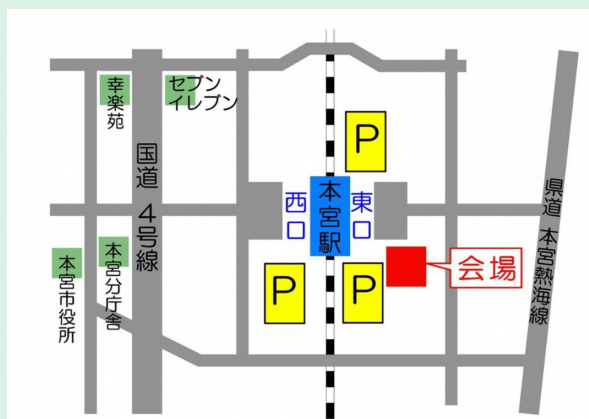 幸楽苑
セブン
イレブン
国道 4号線
P
西口
本宮駅
東口
県道 本宮熱海線
本宮市役所
本宮分庁舎
P
P
会場